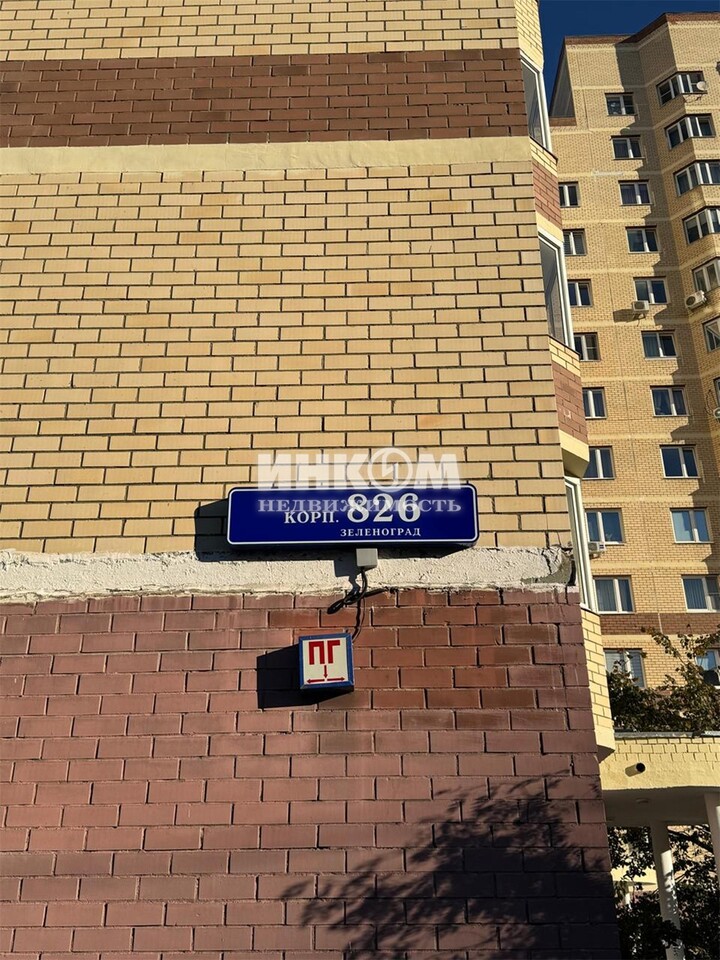 ИНКОМ
НЕДВИЖИМОСТЬ
КОРП. 826
ЗЕЛЕНОГРАД
ПГ